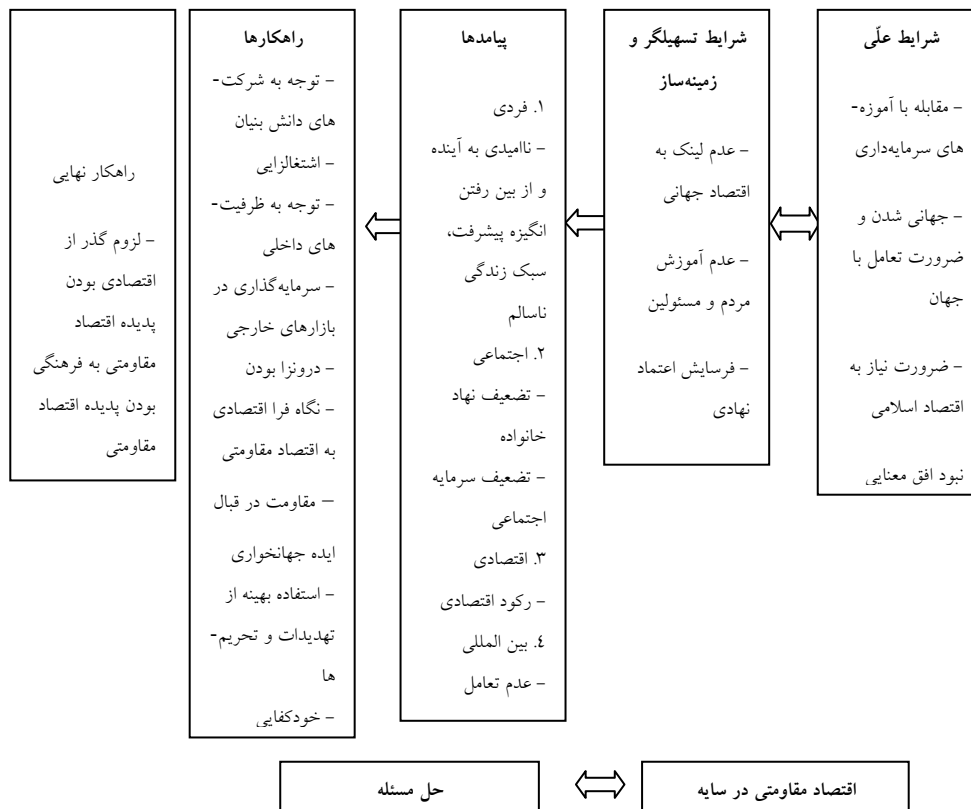 شرایط علّی
– مقابله با آموزه-
های سرمایه‌داری
– جهانی شدن و
ضرورت تعامل با
جهان
– ضرورت نیاز به
اقتصاد اسلامی
نبود افق معنایی
شرایط تسهیلگر و
زمینه‌ساز
– عدم لینک به
اقتصاد جهانی
– عدم آموزش
مردم و مسئولین
– فرسایش اعتماد
نهادی
پیامدها
۱. فردی
– ناامیدی به آینده
و از بین رفتن
انگیزه پیشرفت،
سبک زندگی
ناسالم
۲. اجتماعی
– تضعیف نهاد
خانواده
– تضعیف سرمایه
اجتماعی
۳. اقتصادی
– رکود اقتصادی
۴. بین المللی
– عدم تعامل
راهکارها
– توجه به شرکت-
های دانش بنیان
– اشتغالزایی
– توجه به ظرفیت-
های داخلی
– سرمایه‌گذاری در
بازارهای خارجی
– درونزا بودن
– نگاه فرا اقتصادی
به اقتصاد مقاومتی
– مقاومت در قبال
ایده جهانخواری
– استفاده بهینه از
تهدیدات و تحریم-
ها
– خودکفایی
راهکار نهایی
– لزوم گذر از
اقتصادی بودن
پدیده اقتصاد
مقاومتی به فرهنگی
بودن پدیده اقتصاد
مقاومتی
اقتصاد مقاومتی در سایه
حل مسئله